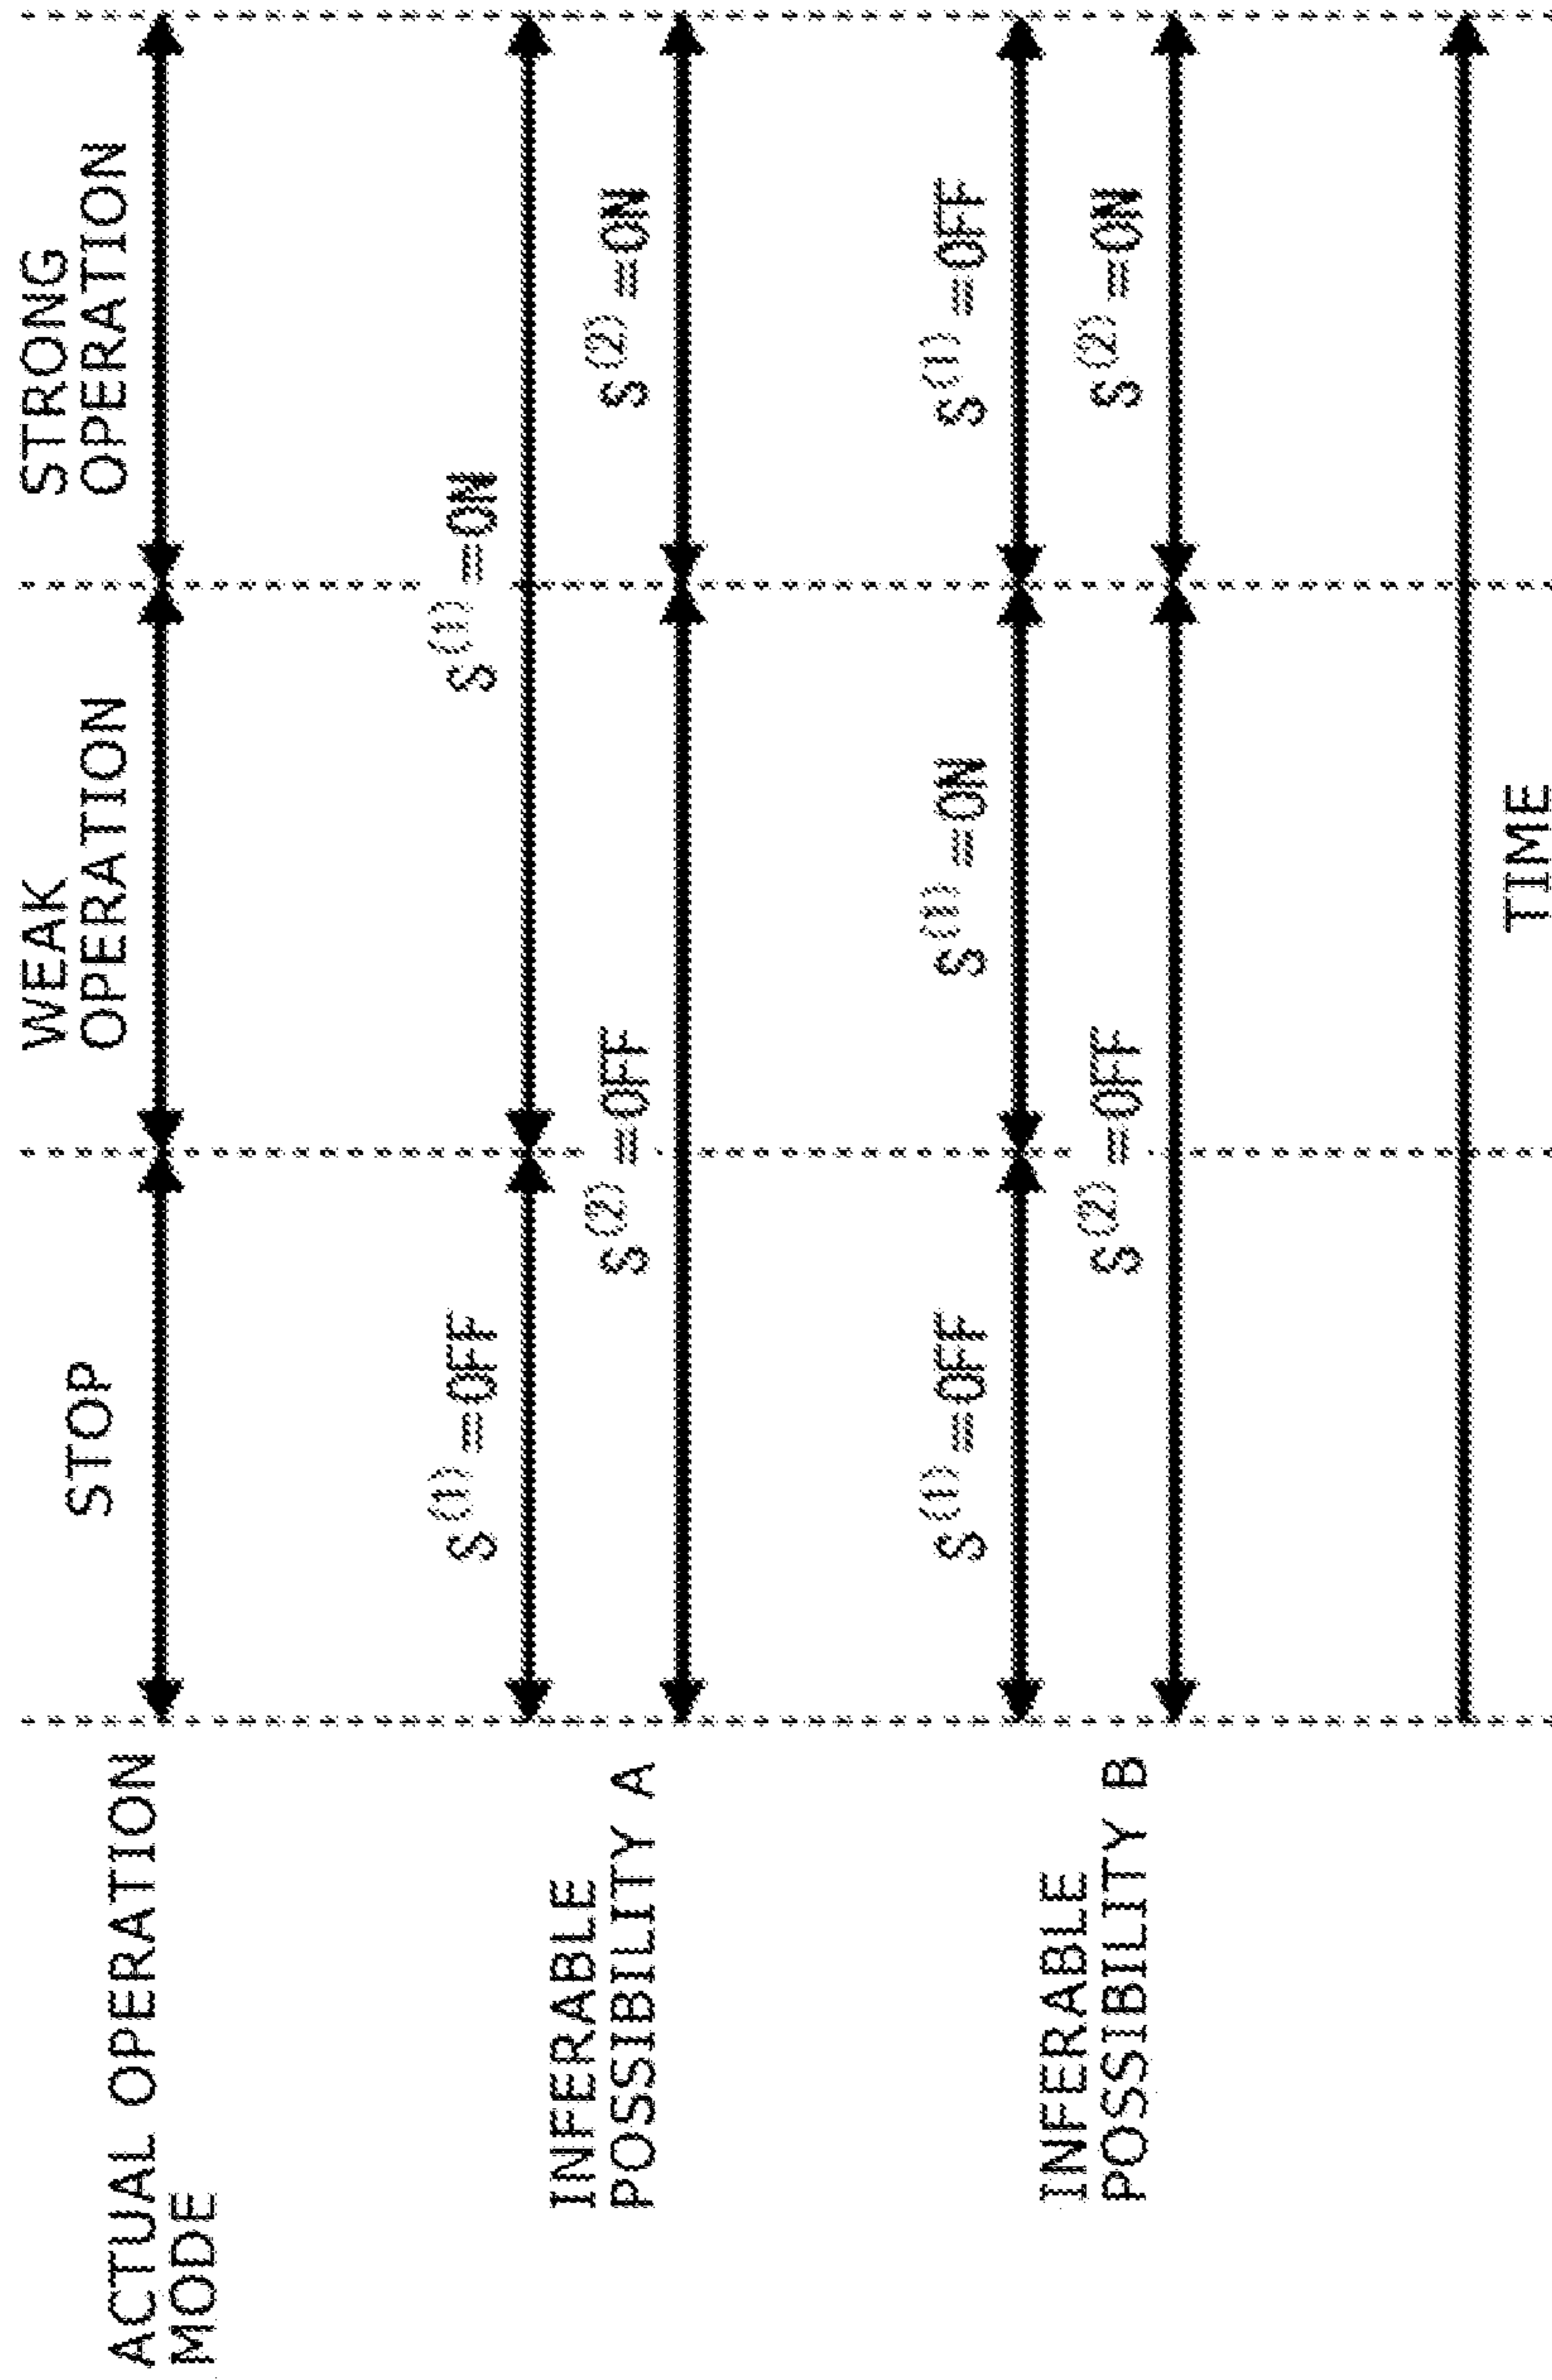 STOP
WEAK
OPERATION
STRONG
OPERATION
ACTUAL OPERATION
MODE
S⁽¹⁾=OFF
S⁽¹⁾=ON
INFERABLE
POSSIBILITY A
S⁽²⁾=OFF
S⁽²⁾=ON
S⁽¹⁾=OFF
S⁽¹⁾=ON
S⁽¹⁾=OFF
INFERABLE
POSSIBILITY B
S⁽²⁾=OFF
S⁽²⁾=ON
TIME